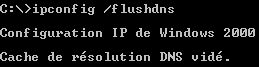 C:\>ipconfig /flushdns
Configuration IP de Windows 2000
Cache de résolution DNS vidé.